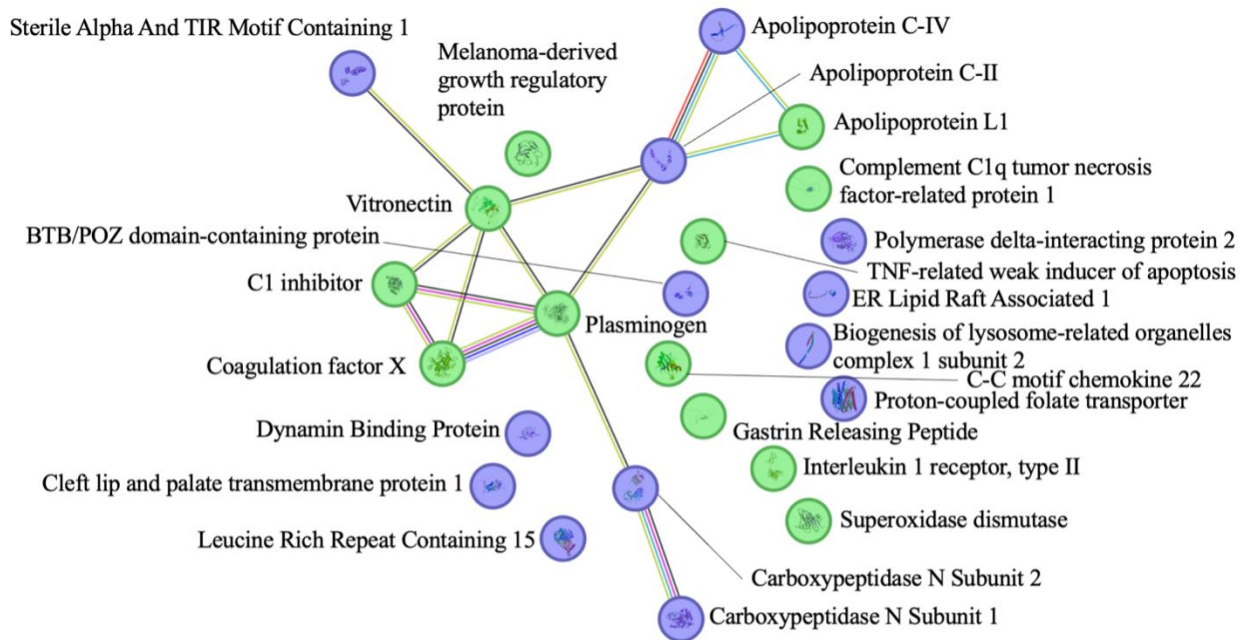 Sterile Alpha And TIR Motif Containing 1
Melanoma-derived
growth regulatory
protein
Apolipoprotein C-IV
Apolipoprotein C-II
Apolipoprotein L1
Complement C1q tumor necrosis
factor-related protein 1
Vitronectin
BTB/POZ domain-containing protein
Polymerase delta-interacting protein 2
TNF-related weak inducer of apoptosis
C1 inhibitor
ER Lipid Raft Associated 1
Plasminogen
Biogenesis of lysosome-related organelles
complex 1 subunit 2
Coagulation factor X
C-C motif chemokine 22
Proton-coupled folate transporter
Dynamin Binding Protein
Gastrin Releasing Peptide
Interleukin 1 receptor, type II
Cleft lip and palate transmembrane protein 1
Superoxidase dismutase
Leucine Rich Repeat Containing 15
Carboxypeptidase N Subunit 2
Carboxypeptidase N Subunit 1